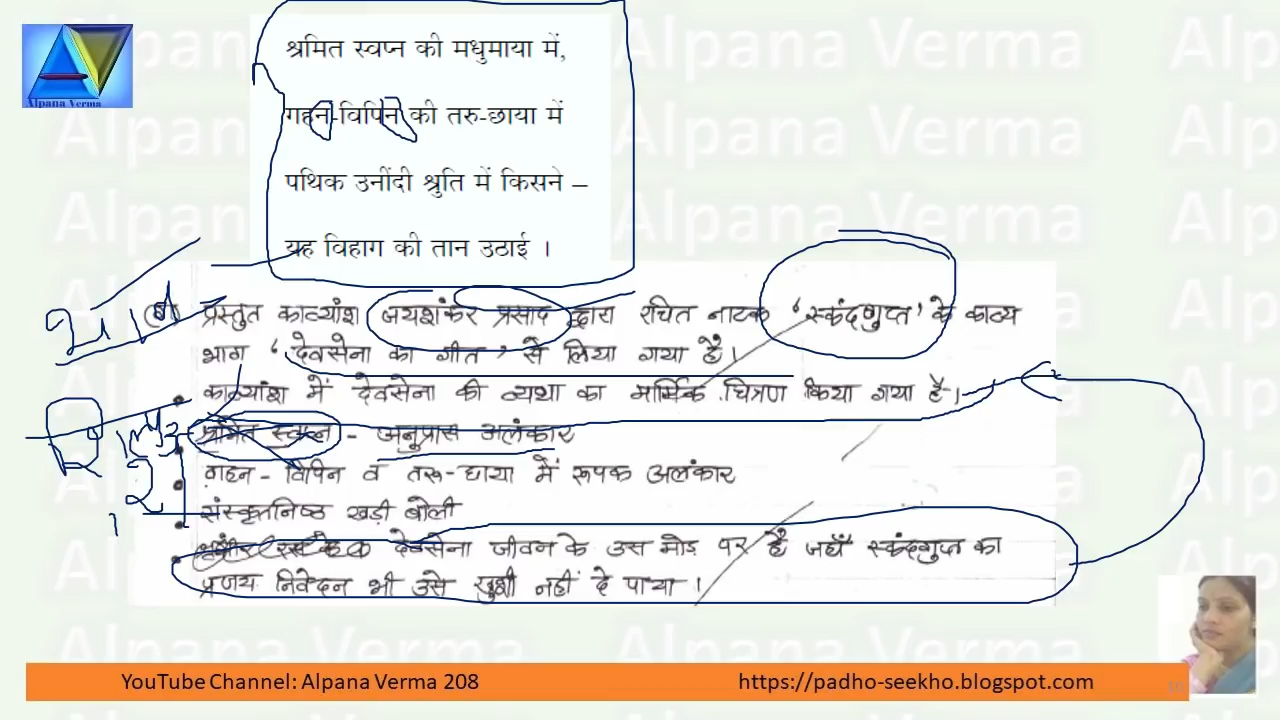 Alpana Verma
श्रमित स्वप्न की मधुमाया में,
गहन-विपिन की तरु-छाया में
पथिक उनींदी श्रुति में किसने –
यह विहाग की तान उठाई ।
प्रस्तुत काव्यांश जयशंकर प्रसाद द्वारा रचित नाटक ‘स्कंदगुप्त’ के काव्य
भाग ‘देवसेना का गीत’ से लिया गया है।
काव्यांश में देवसेना की व्यथा का मार्मिक चित्रण किया गया है।
श्रमित स्वप्न - अनुप्रास अलंकार
गहन - विपिन व तरू-छाया में रूपक अलंकार
संस्कृतनिष्ठ खड़ी बोली
देवसेना जीवन के उस मोड़ पर है जहाँ स्कंदगुप्त का
प्रणय निवेदन भी उसे खुशी नहीं दे पाया ।
YouTube Channel: Alpana Verma 208
https://padho-seekho.blogspot.com